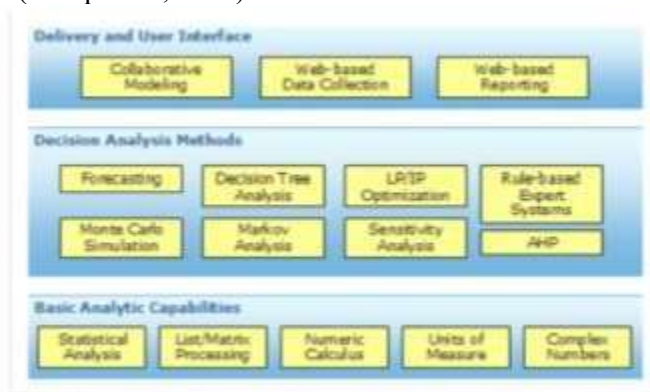 Delivery and User Interface
Collaborative Modeling
Web-based Data Collection
Web-based Reporting
Decision Analysis Methods
Forecasting
Decision Tree Analysis
LP/IP Optimization
Rule-based Expert Systems
Monte Carlo Simulation
Markov Analysis
Sensitivity Analysis
AHP
Basic Analytic Capabilities
Statistical Analysis
List/Matrix Processing
Numeric Calculus
Units of Measure
Complex Numbers